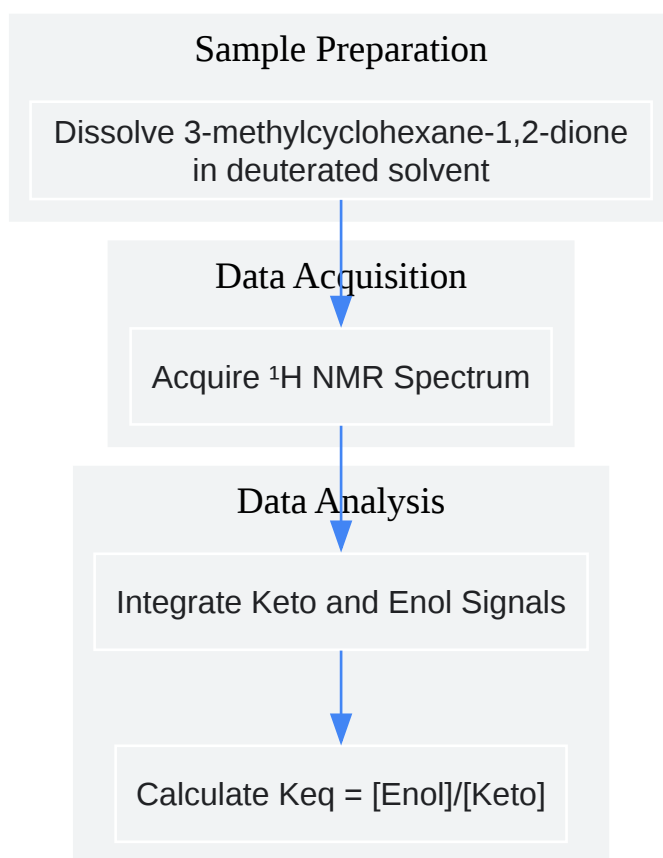 Sample Preparation
Dissolve 3-methylcyclohexane-1,2-dione
in deuterated solvent
Data Acquisition
Acquire ¹H NMR Spectrum
Data Analysis
Integrate Keto and Enol Signals
Calculate Keq = [Enol]/[Keto]